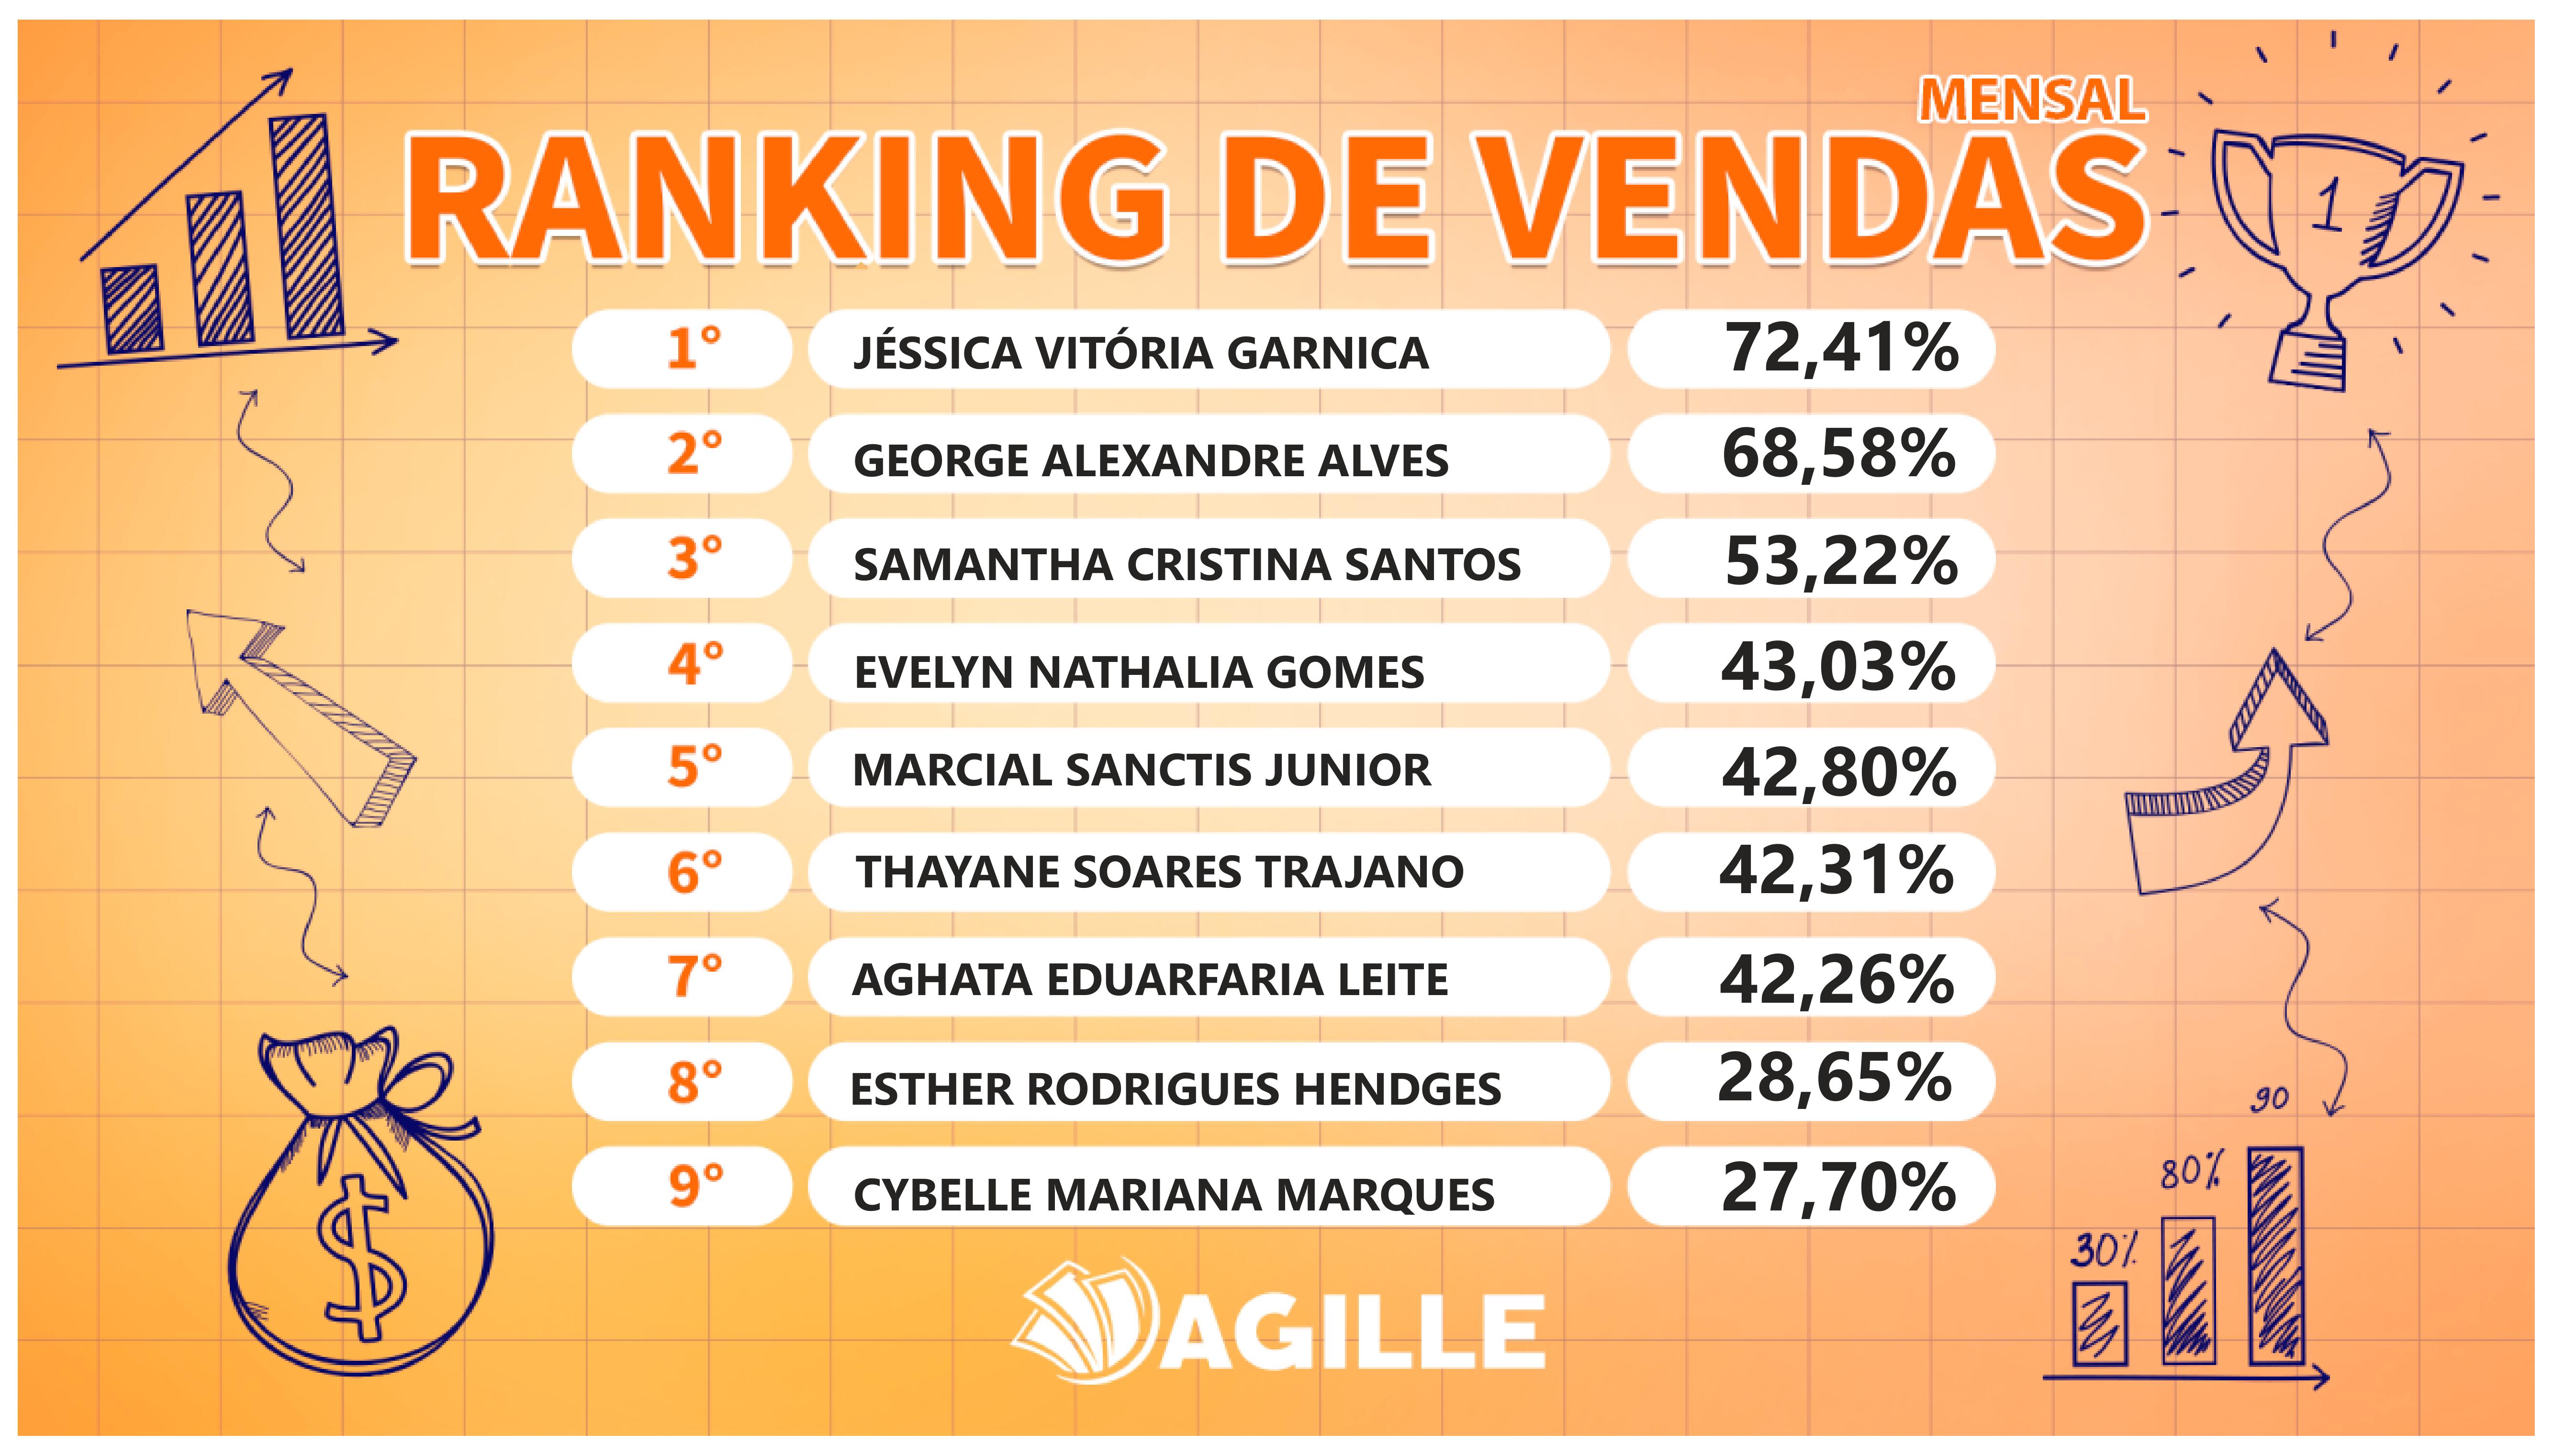 MENSAL
RANKING DE VENDAS
1
1° JÉSSICA VITÓRIA GARNICA 72,41%
2° GEORGE ALEXANDRE ALVES 68,58%
3° SAMANTHA CRISTINA SANTOS 53,22%
4° EVELYN NATHALIA GOMES 43,03%
5° MARCIAL SANCTIS JUNIOR 42,80%
6° THAYANE SOARES TRAJANO 42,31%
7° AGHATA EDUARFARIA LEITE 42,26%
8° ESTHER RODRIGUES HENDGES 28,65%
9° CYBELLE MARIANA MARQUES 27,70%
$
90
80%
30%
AGILLE